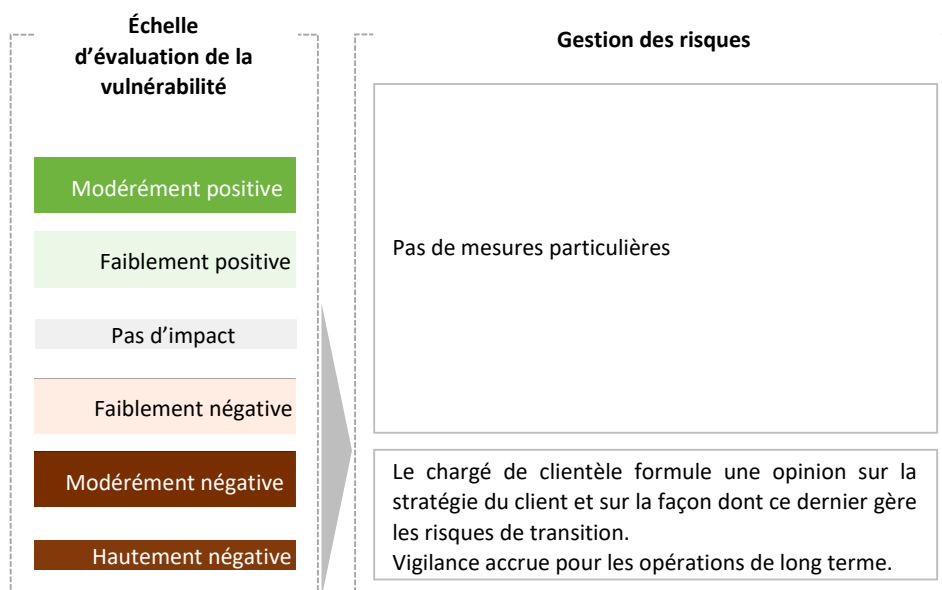 Échelle
d’évaluation de la
vulnérabilité
Modérément positive
Faiblement positive
Pas d’impact
Faiblement négative
Modérément négative
Hautement négative
Gestion des risques
Pas de mesures particulières
Le chargé de clientèle formule une opinion sur la
stratégie du client et sur la façon dont ce dernier gère
les risques de transition.
Vigilance accrue pour les opérations de long terme.